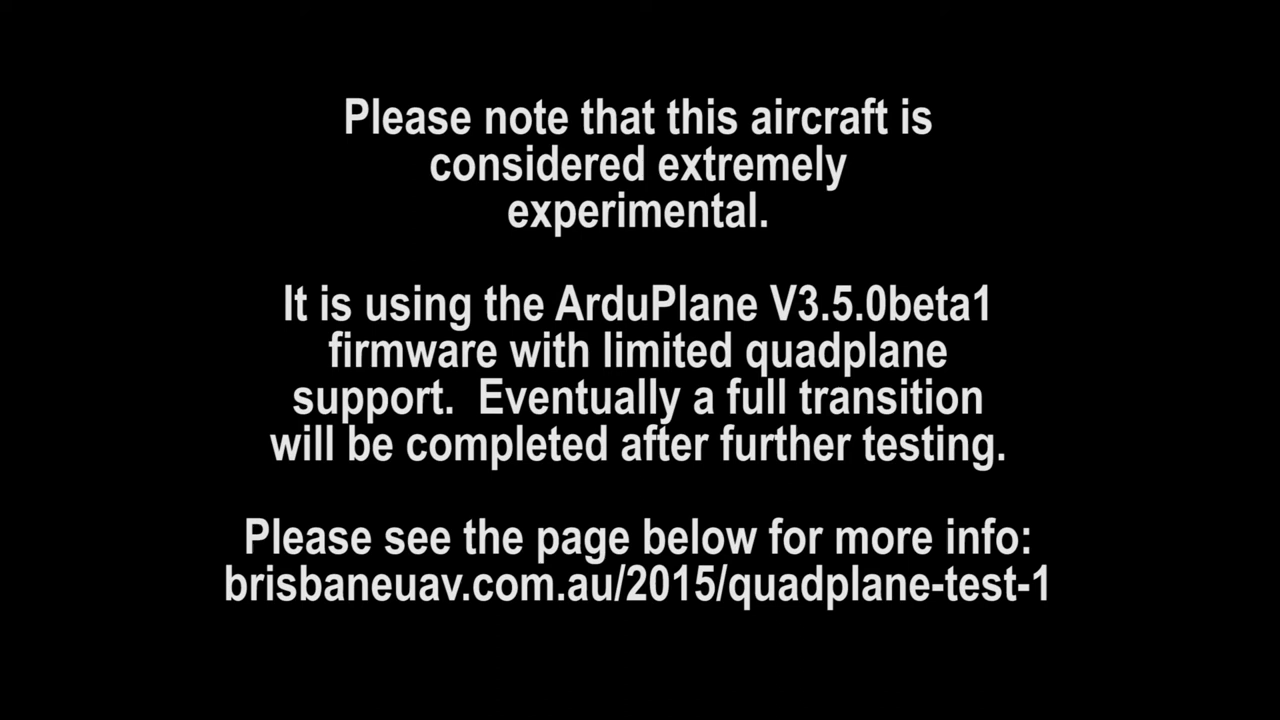 Please note that this aircraft is
considered extremely
experimental.
It is using the ArduPlane V3.5.0beta1
firmware with limited quadplane
support.  Eventually a full transition
will be completed after further testing.
Please see the page below for more info:
brisbaneuav.com.au/2015/quadplane-test-1